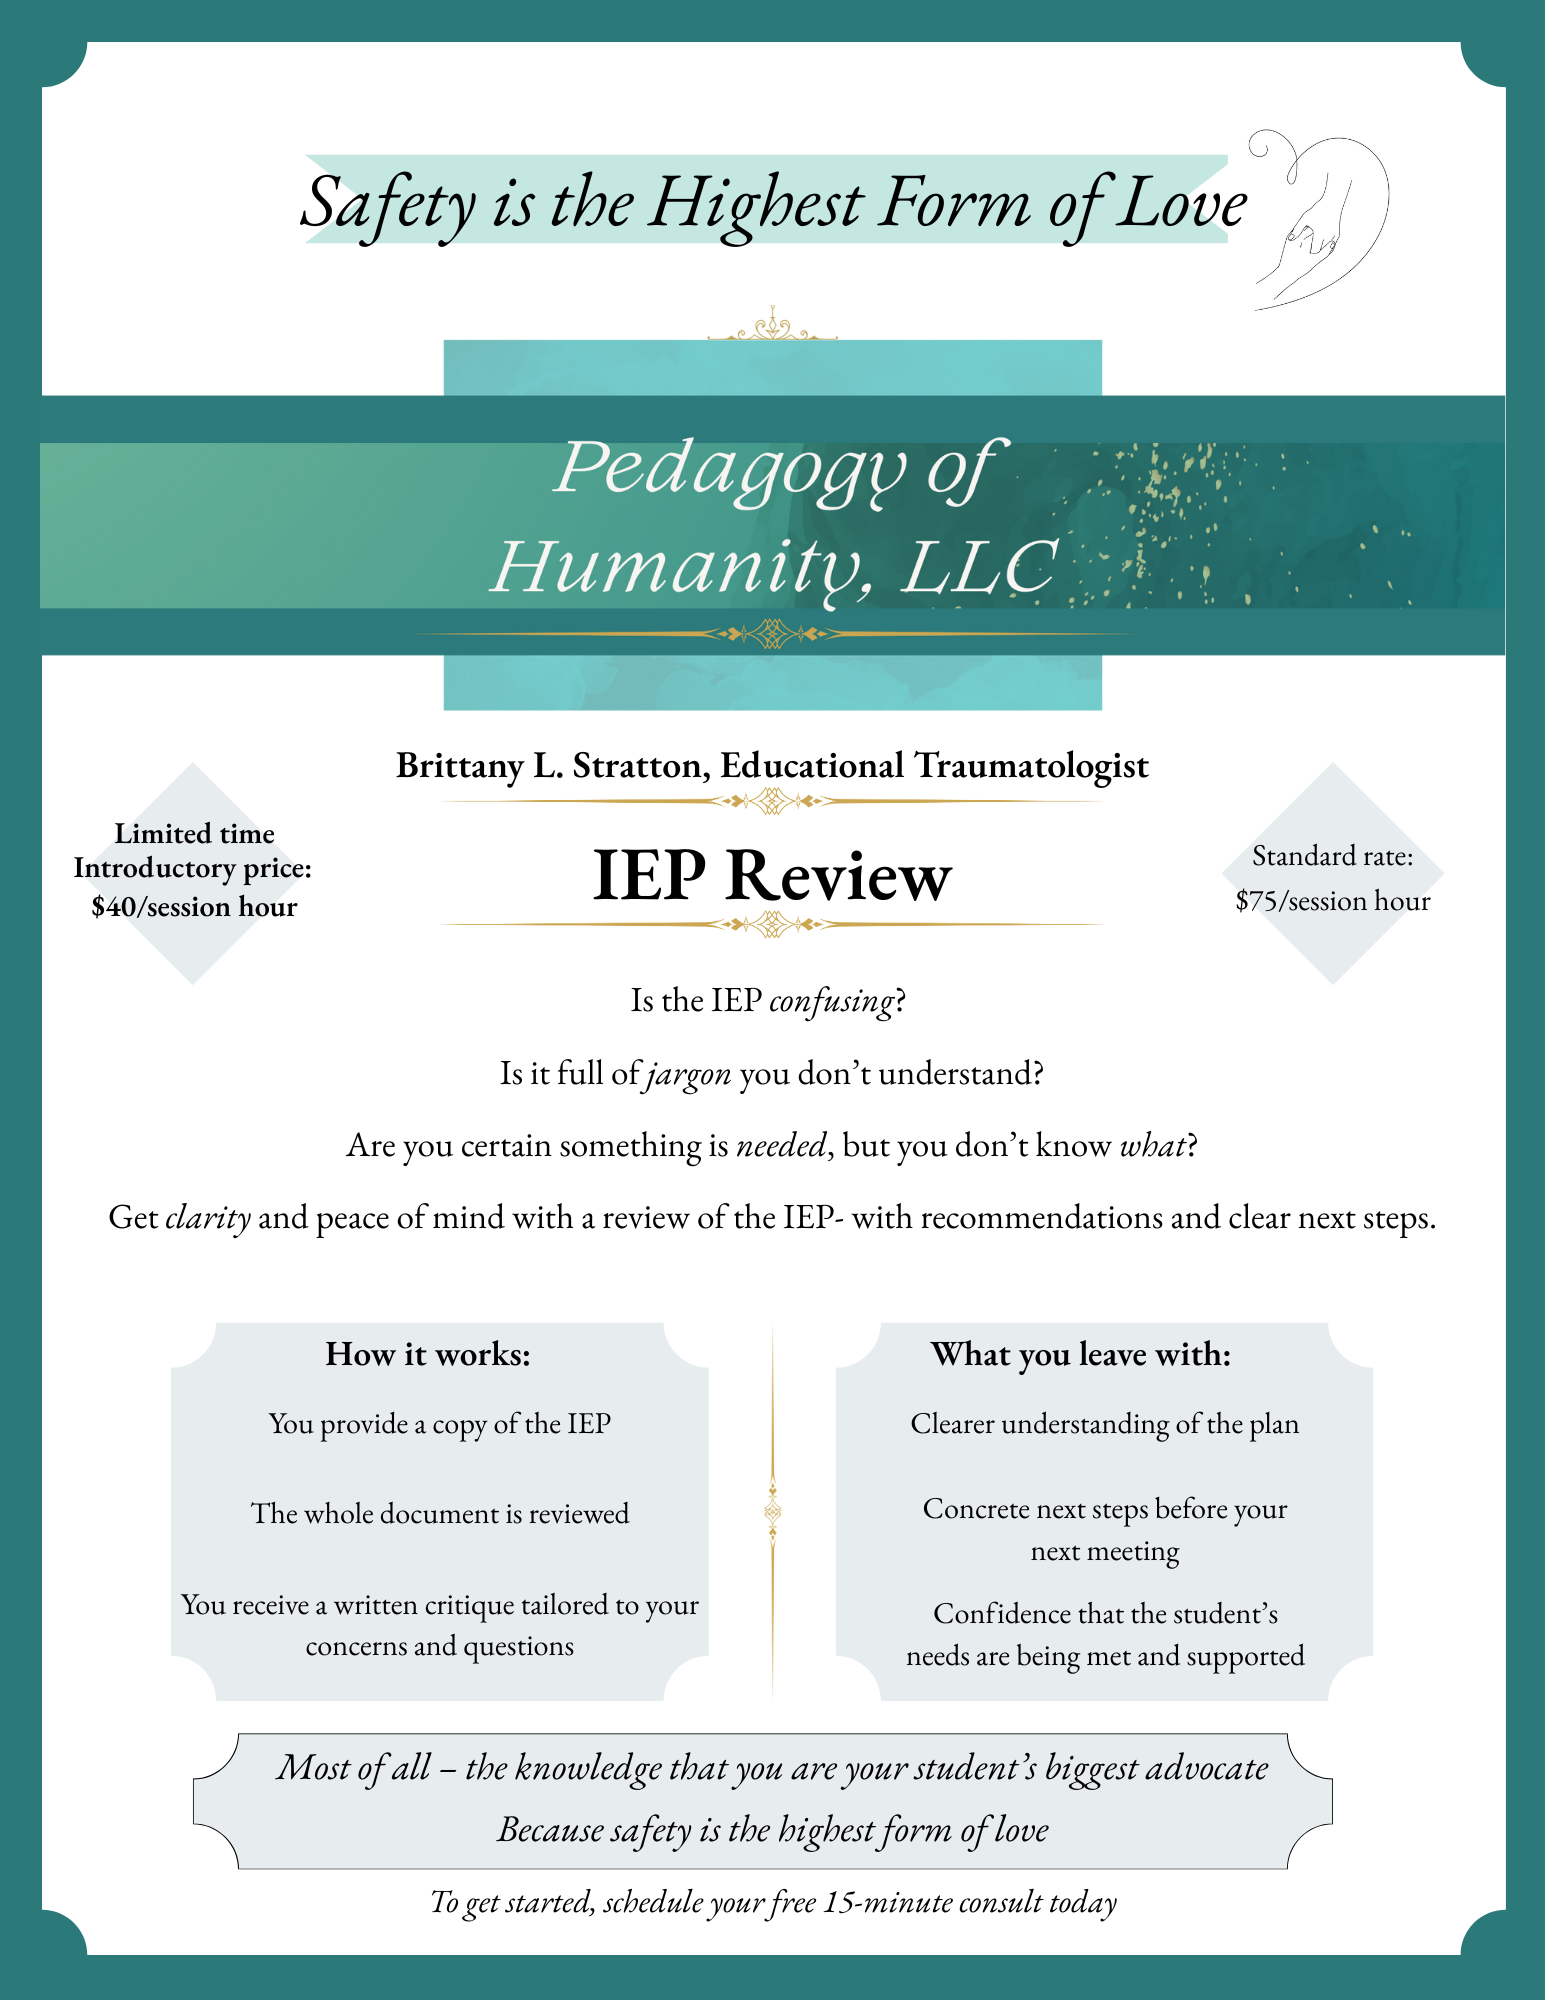 Safety is the Highest Form of Love
Pedagogy of
Humanity, LLC
Brittany L. Stratton, Educational Traumatologist
Limited time
Introductory price:
$40/session hour
IEP Review
Standard rate:
$75/session hour
Is the IEP confusing?
Is it full of jargon you don’t understand?
Are you certain something is needed, but you don’t know what?
Get clarity and peace of mind with a review of the IEP- with recommendations and clear next steps.
How it works:
You provide a copy of the IEP
The whole document is reviewed
You receive a written critique tailored to your
concerns and questions
What you leave with:
Clearer understanding of the plan
Concrete next steps before your
next meeting
Confidence that the student’s
needs are being met and supported
Most of all – the knowledge that you are your student’s biggest advocate
Because safety is the highest form of love
To get started, schedule your free 15-minute consult today